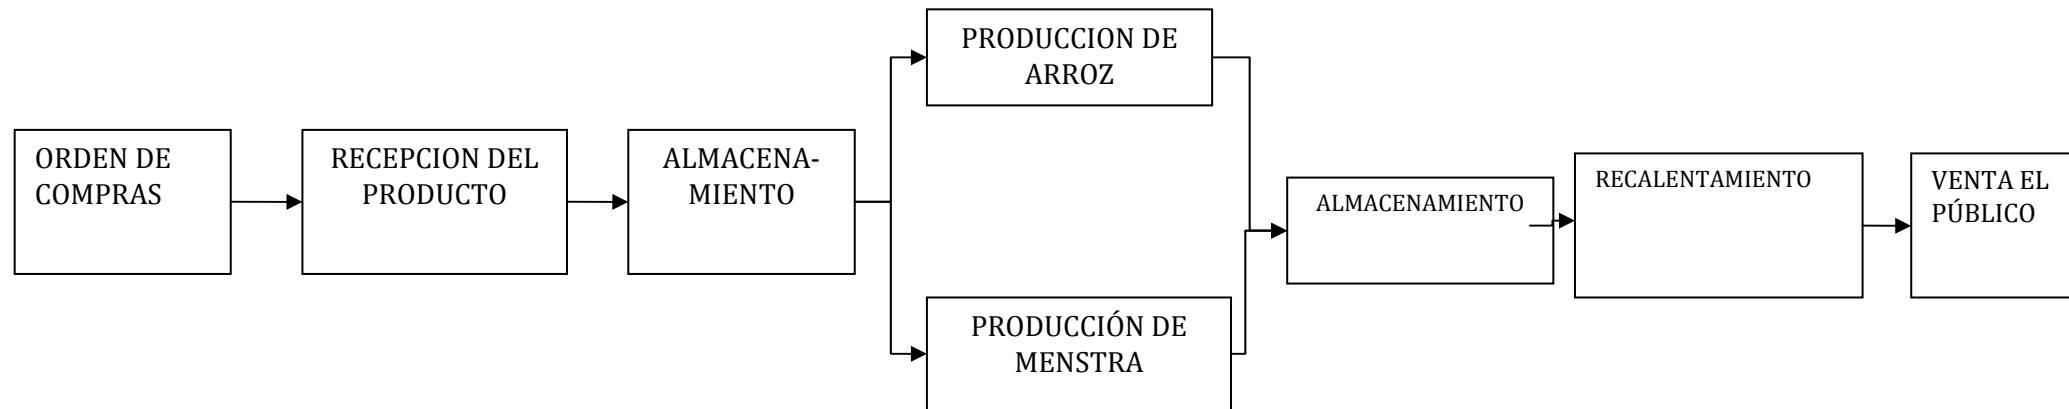 ORDEN DE
COMPRAS
RECEPCION DEL
PRODUCTO
ALMACENA-
MIENTO
PRODUCCION DE
ARROZ
PRODUCCIÓN DE
MENSTRA
ALMACENAMIENTO
RECALENTAMIENTO
VENTA EL
PÚBLICO